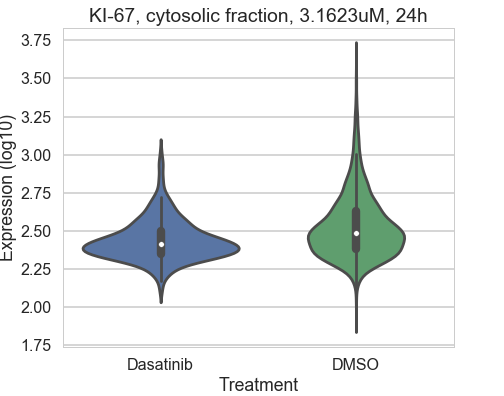 KI-67, cytosolic fraction, 3.1623uM, 24h
Expression (log10)
3.75
3.50
3.25
3.00
2.75
2.50
2.25
2.00
1.75
Dasatinib
DMSO
Treatment